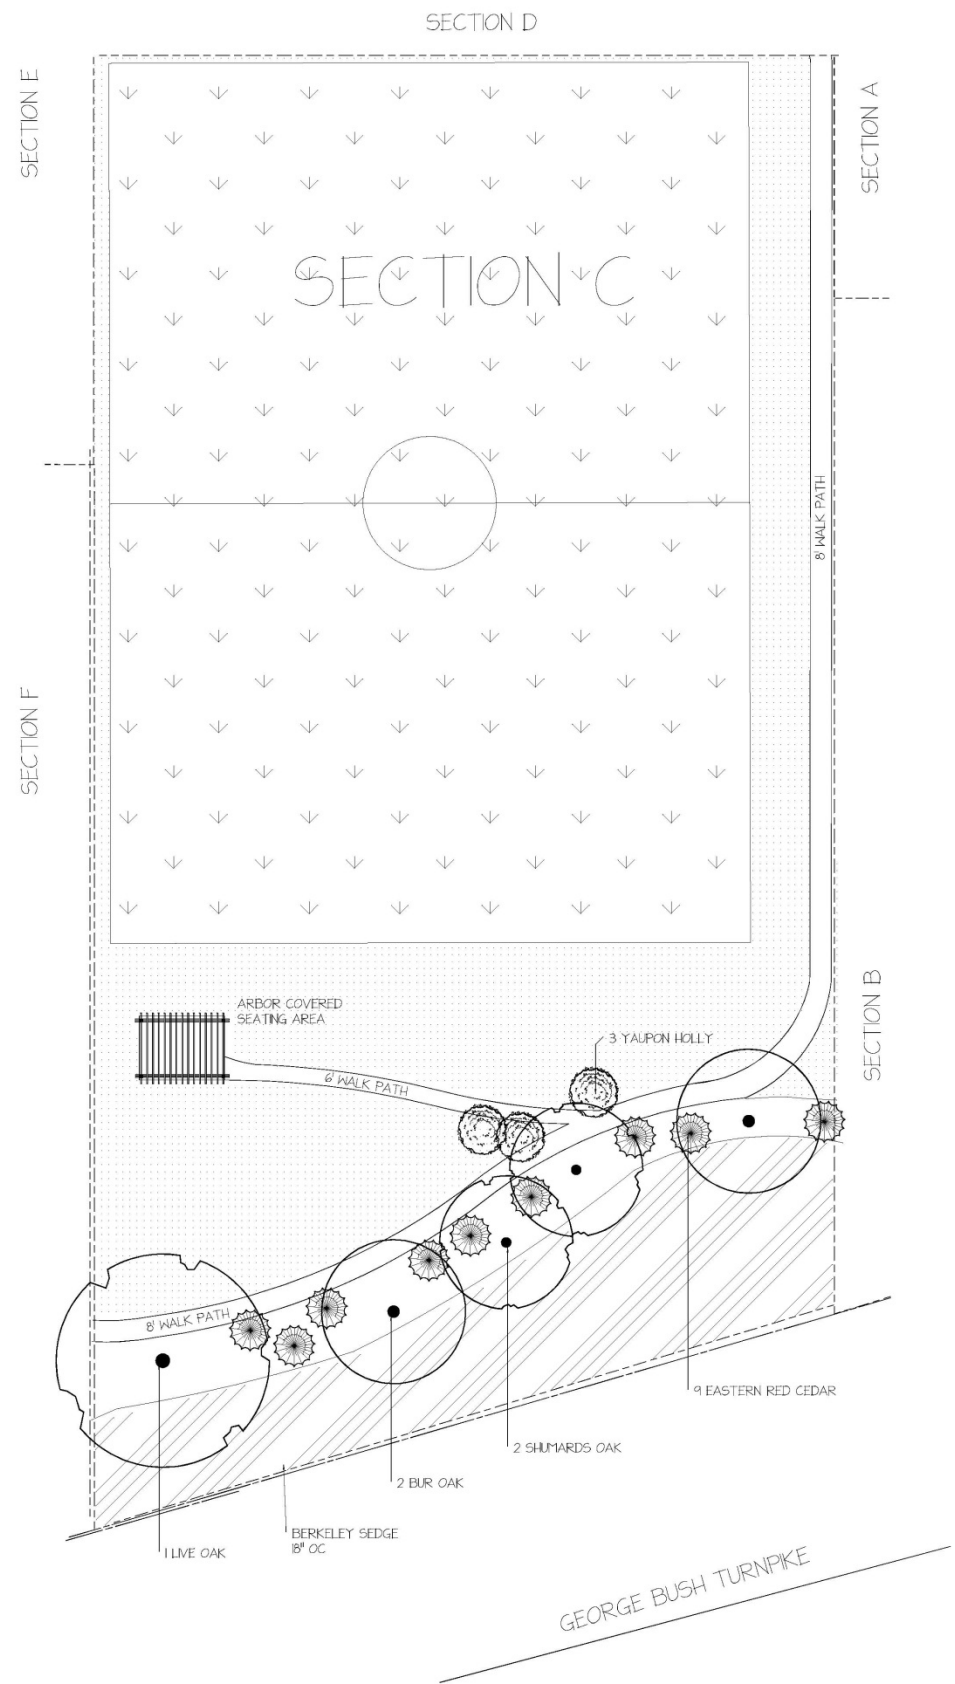 SECTION D
SECTION E
SECTION A
SECTION C
8' WALK PATH
SECTION F
SECTION B
ARBOR COVERED
SEATING AREA
3 YAUPON HOLLY
6' WALK PATH
8' WALK PATH
9 EASTERN RED CEDAR
2 SHUMARDS OAK
2 BUR OAK
BERKELEY SEDGE
18" OC
1 LIVE OAK
GEORGE BUSH TURNPIKE